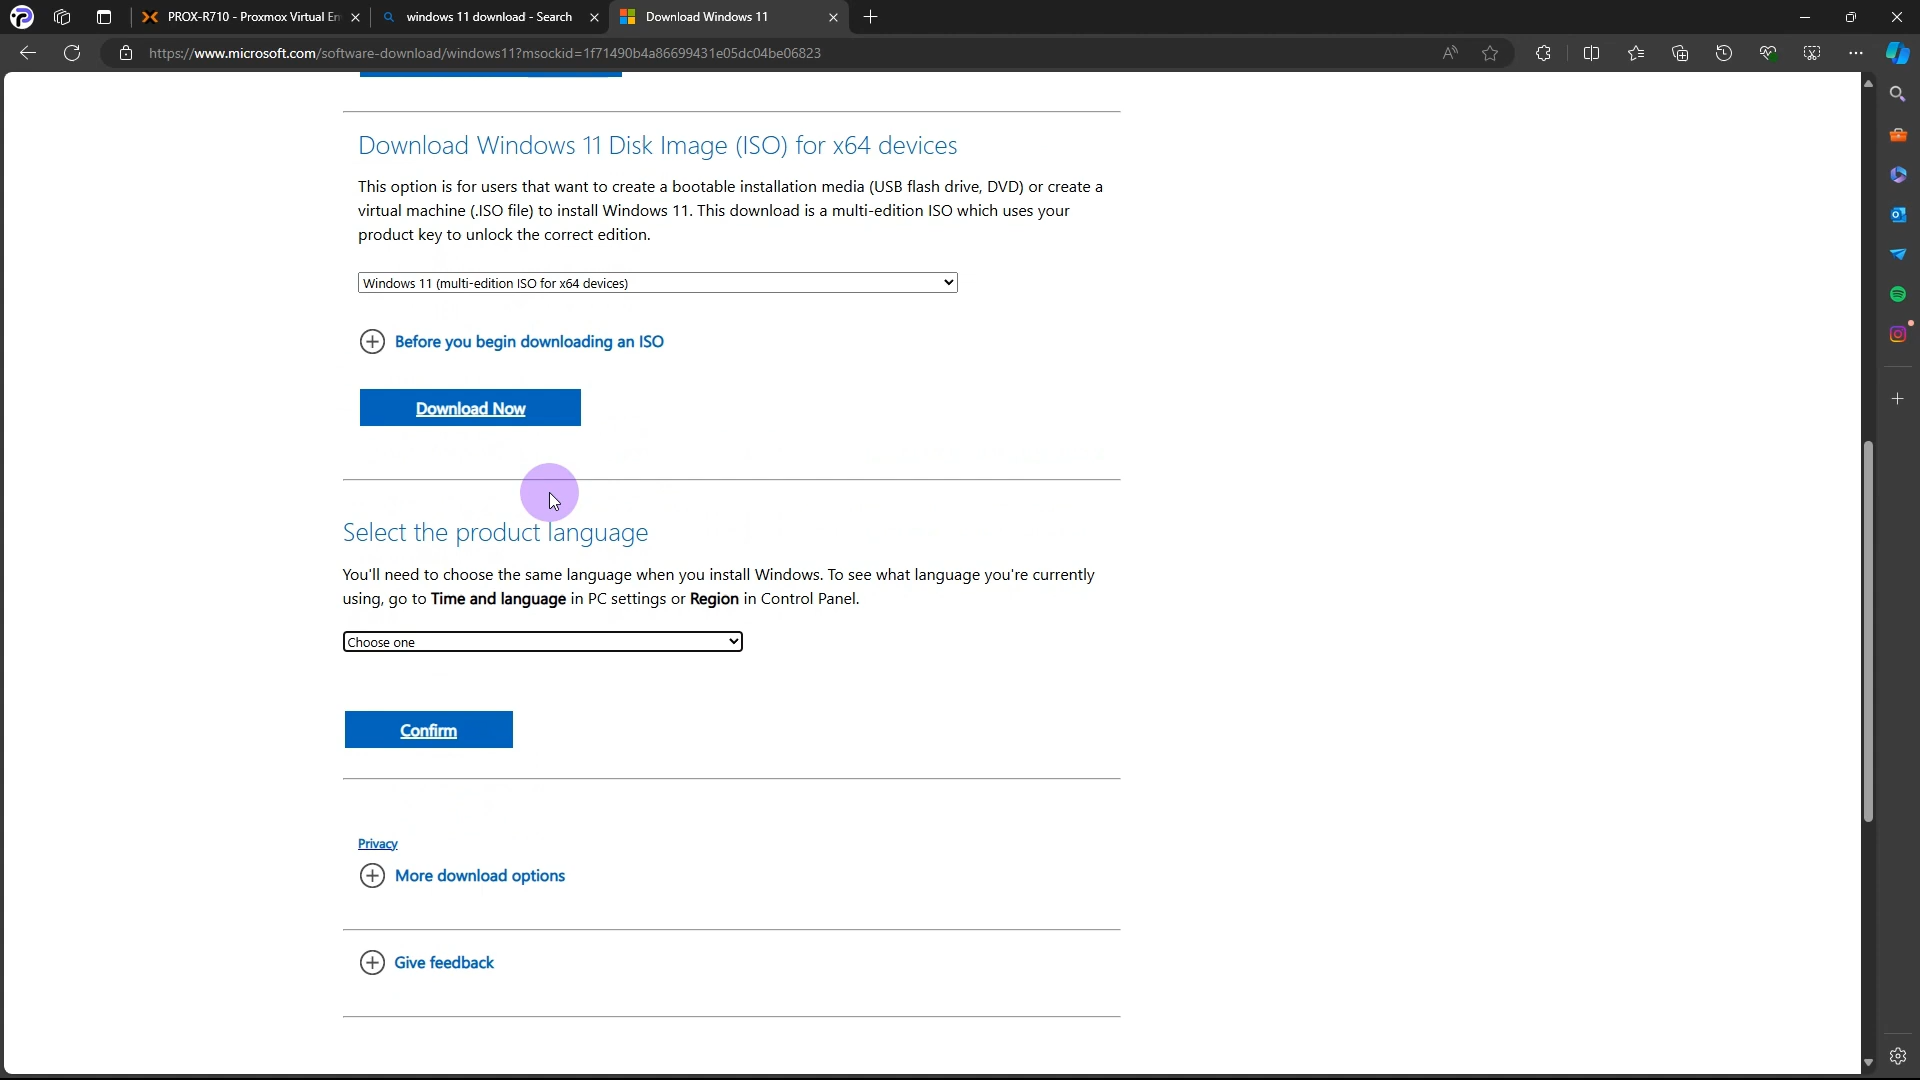 PROX-R710 - Proxmox Virtual En
windows 11 download - Search
Download Windows 11
https://www.microsoft.com/software-download/windows11?msockid=1f71490b4a86699431e05dc04be06823
Download Windows 11 Disk Image (ISO) for x64 devices
This option is for users that want to create a bootable installation media (USB flash drive, DVD) or create a
virtual machine (.ISO file) to install Windows 11. This download is a multi-edition ISO which uses your
product key to unlock the correct edition.
Windows 11 (multi-edition ISO for x64 devices)
Before you begin downloading an ISO
Download Now
Select the product language
You'll need to choose the same language when you install Windows. To see what language you're currently
using, go to Time and language in PC settings or Region in Control Panel.
Choose one
Confirm
Privacy
More download options
Give feedback